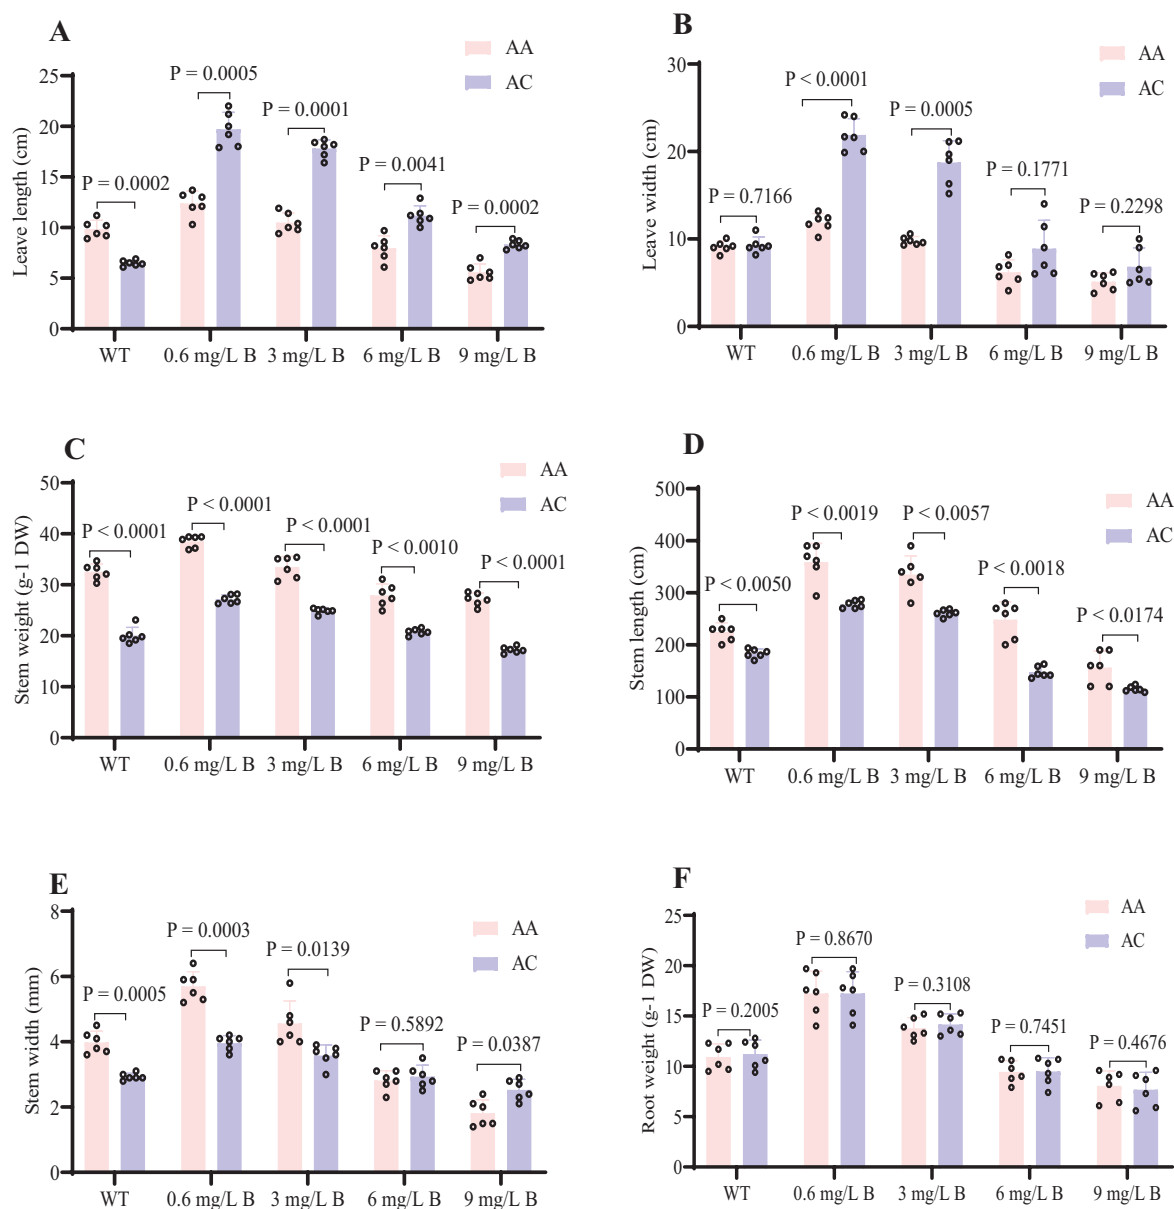 A
AA
AC
P = 0.0005
P = 0.0001
P = 0.0041
P = 0.0002
P = 0.0002
25
20
15
10
5
0
Leave length (cm)
WT
0.6 mg/L B
3 mg/L B
6 mg/L B
9 mg/L B
B
AA
AC
P < 0.0001
P = 0.0005
P = 0.1771
P = 0.7166
P = 0.2298
30
20
10
0
Leave width (cm)
WT
0.6 mg/L B
3 mg/L B
6 mg/L B
9 mg/L B
C
AA
AC
P < 0.0001
P < 0.0001
P < 0.0001
P < 0.0010
P < 0.0001
50
40
30
20
10
0
Stem weight (g-1 DW)
WT
0.6 mg/L B
3 mg/L B
6 mg/L B
9 mg/L B
D
AA
AC
P < 0.0019
P < 0.0057
P < 0.0018
P < 0.0050
P < 0.0174
500
400
300
200
100
0
Stem length (cm)
WT
0.6 mg/L B
3 mg/L B
6 mg/L B
9 mg/L B
E
AA
AC
P = 0.0003
P = 0.0139
P = 0.0005
P = 0.5892
P = 0.0387
8
6
4
2
0
Stem width (mm)
WT
0.6 mg/L B
3 mg/L B
6 mg/L B
9 mg/L B
F
AA
AC
P = 0.8670
P = 0.3108
P = 0.2005
P = 0.7451
P = 0.4676
25
20
15
10
5
0
Root weight (g-1 DW)
WT
0.6 mg/L B
3 mg/L B
6 mg/L B
9 mg/L B